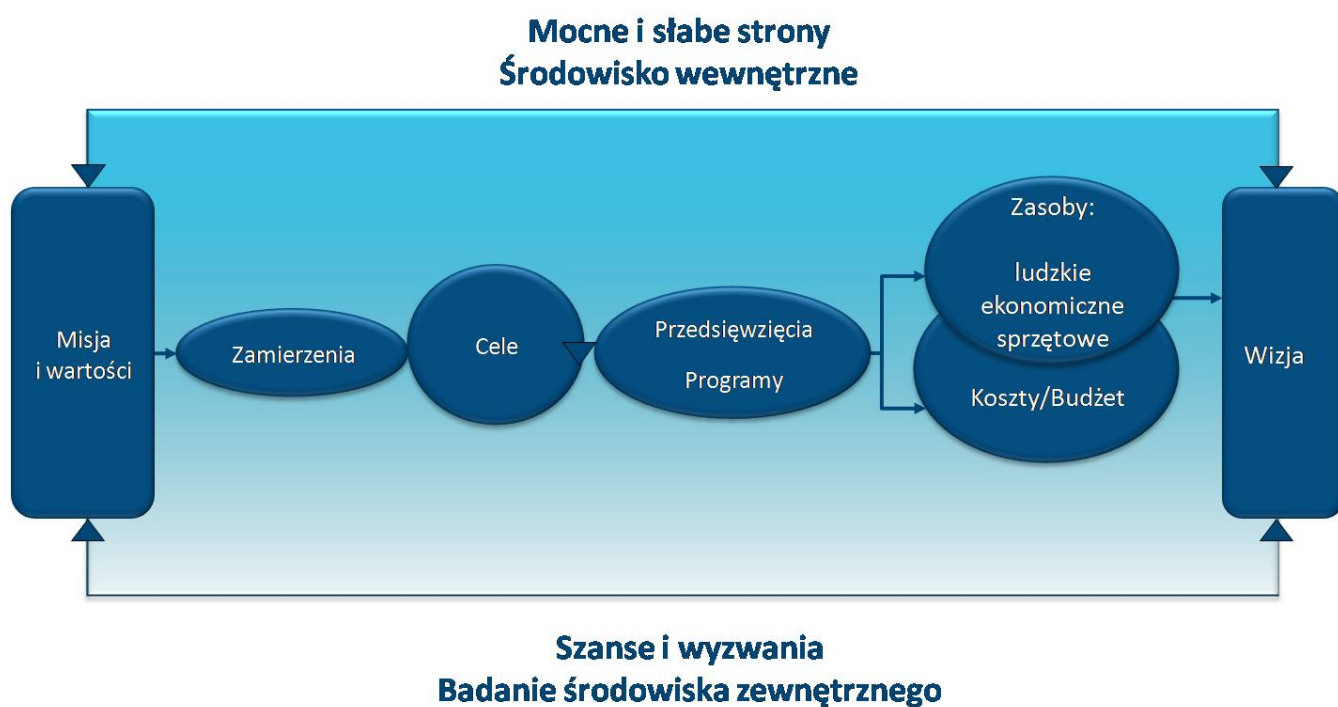 Mocne i słabe strony
Środowisko wewnętrzne
Misja
i wartości
Zamierzenia
Cele
Przedsięwzięcia
Programy
Zasoby:
ludzkie
ekonomiczne
sprzętowe
Koszty/Budżet
Wizja
Szanse i wyzwania
Badanie środowiska zewnętrznego